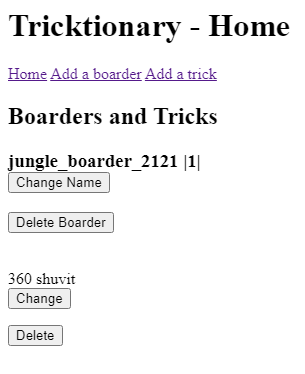 Tricktionary - Home
Home Add a boarder Add a trick
Boarders and Tricks
jungle_boarder_2121 |1|
Change Name
Delete Boarder
360 shuvit
Change
Delete